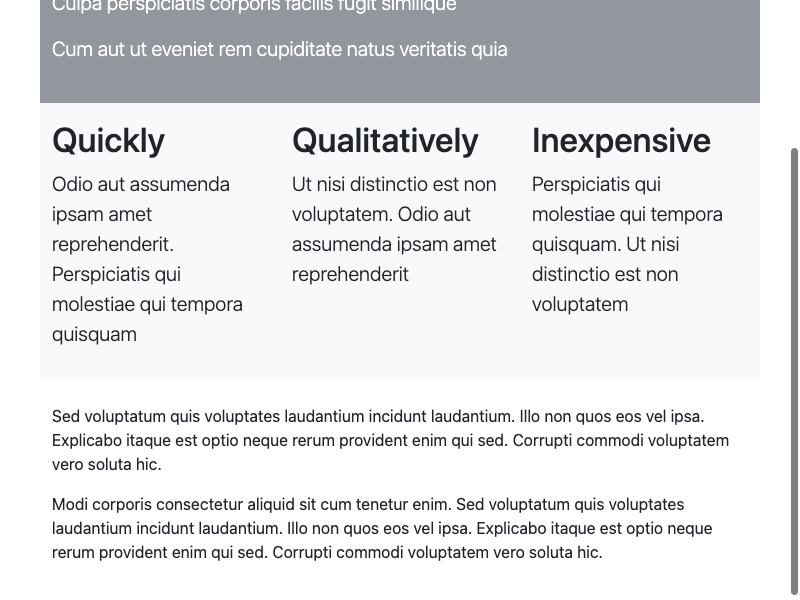 Culpa perspiciatis corporis facilis fugit similique
Cum aut ut eveniet rem cupiditate natus veritatis quia
Quickly
Odio aut assumenda
ipsam amet
reprehenderit.
Perspiciatis qui
molestiae qui tempora
quisquam
Qualitatively
Ut nisi distinctio est non
voluptatem. Odio aut
assumenda ipsam amet
reprehenderit
Inexpensive
Perspiciatis qui
molestiae qui tempora
quisquam. Ut nisi
distinctio est non
voluptatem
Sed voluptatum quis voluptates laudantium incidunt laudantium. Illo non quos eos vel ipsa.
Explicabo itaque est optio neque rerum provident enim qui sed. Corrupti commodi voluptatem
vero soluta hic.
Modi corporis consectetur aliquid sit cum tenetur enim. Sed voluptatum quis voluptates
laudantium incidunt laudantium. Illo non quos eos vel ipsa. Explicabo itaque est optio neque
rerum provident enim qui sed. Corrupti commodi voluptatem vero soluta hic.